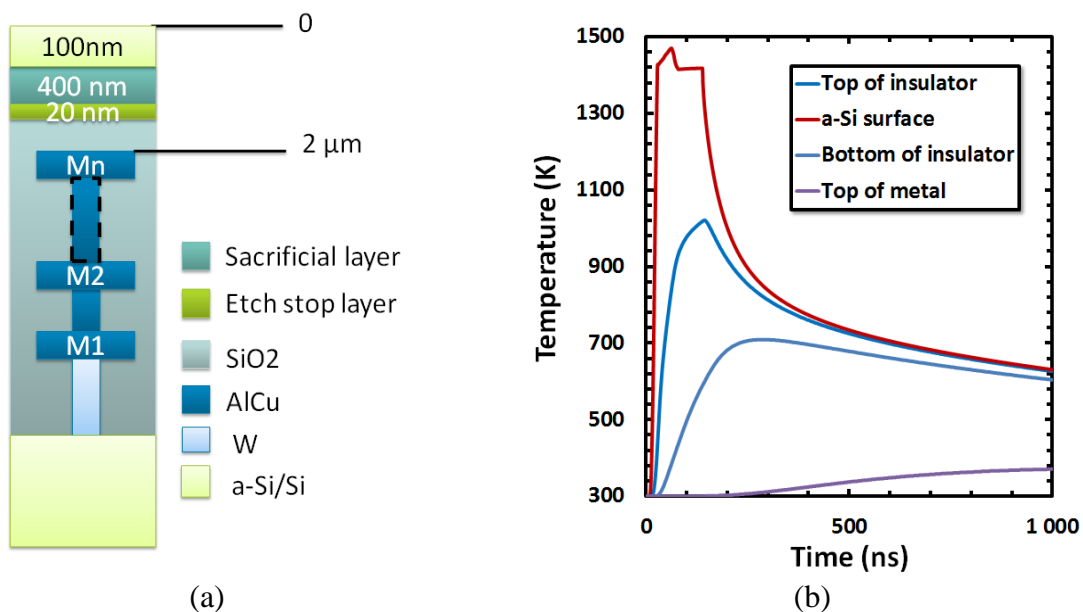 0
100nm
400 nm
20 nm
2 µm
Mn
M2
M1
Sacrificial layer
Etch stop layer
SiO2
AlCu
W
a-Si/Si
(a)
1500
1300
1100
900
700
500
300
Temperature (K)
Top of insulator
a-Si surface
Bottom of insulator
Top of metal
0
500
1 000
Time (ns)
(b)